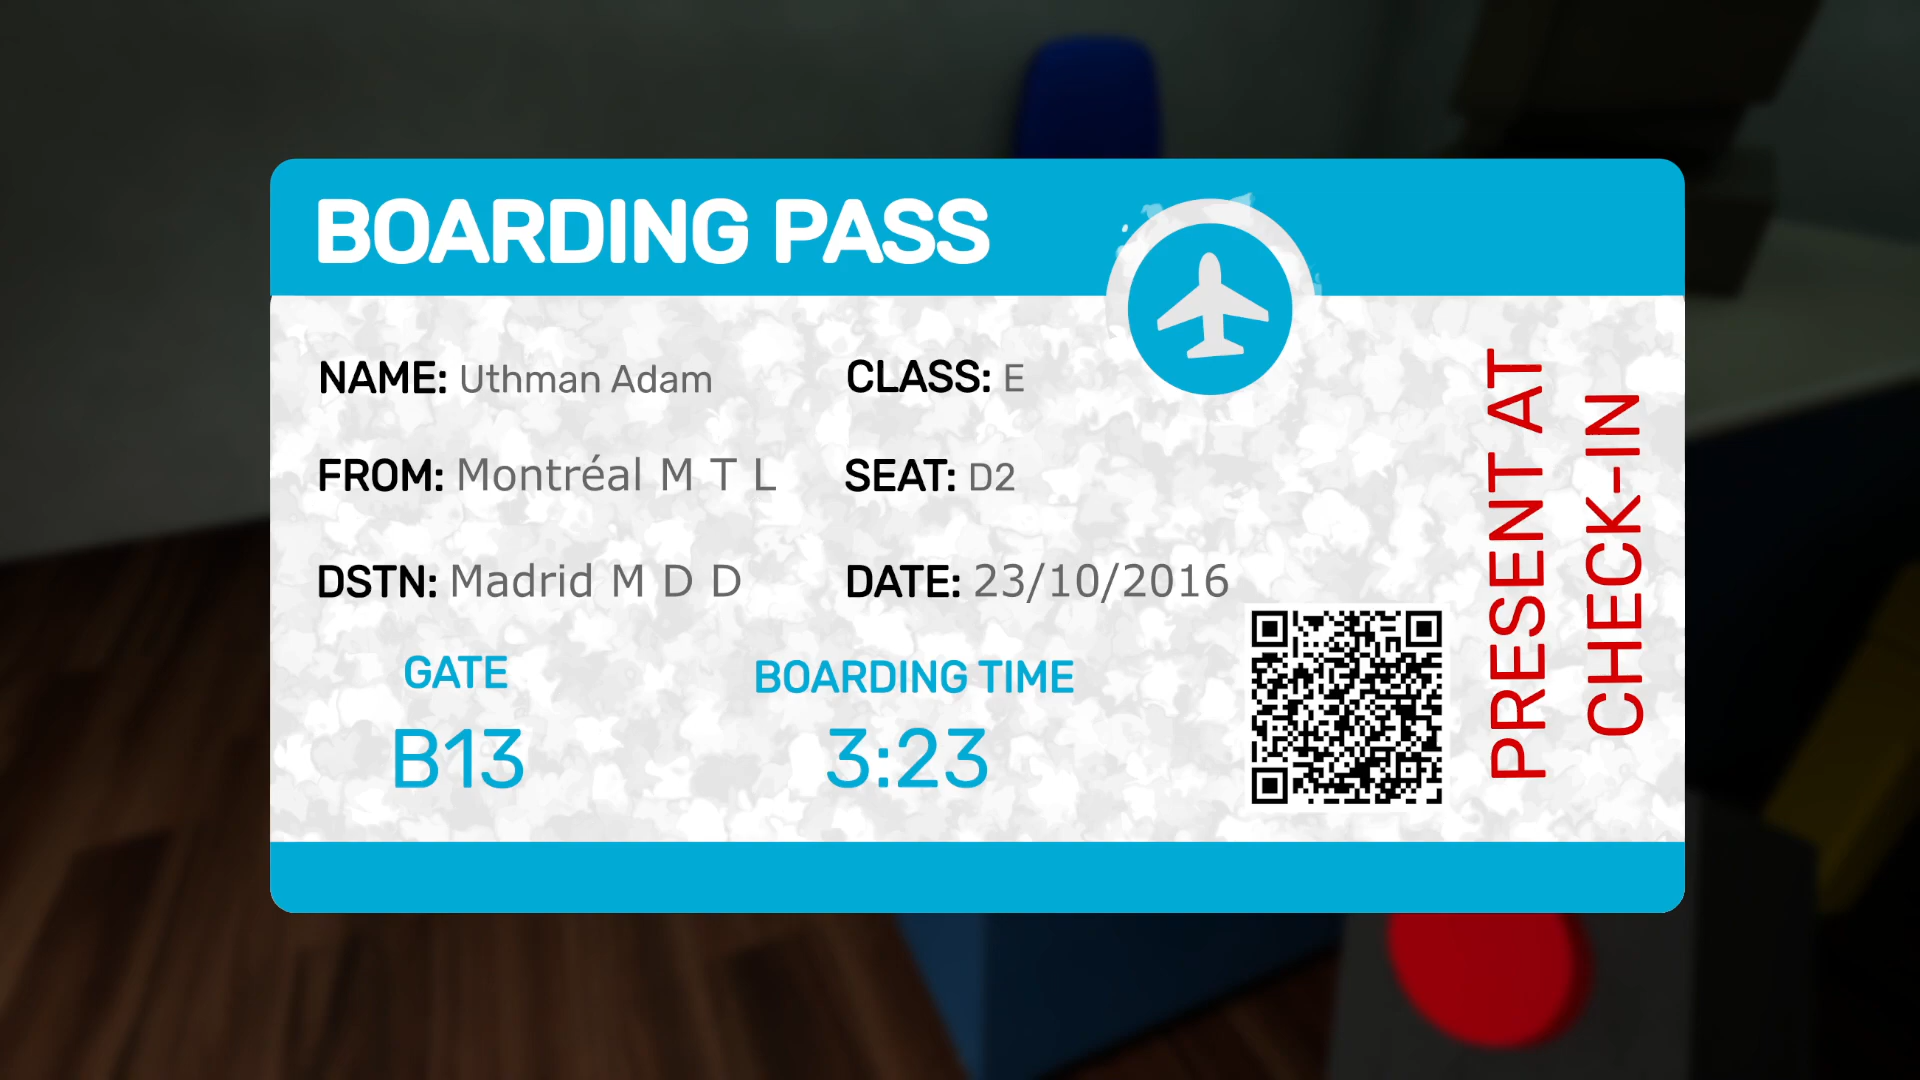 BOARDING PASS
NAME: Uthman Adam
CLASS: E
FROM: Montréal M T L
SEAT: D2
DSTN: Madrid M D D
DATE: 23/10/2016
GATE
BOARDING TIME
B13
3:23
PRESENT AT
CHECK-IN